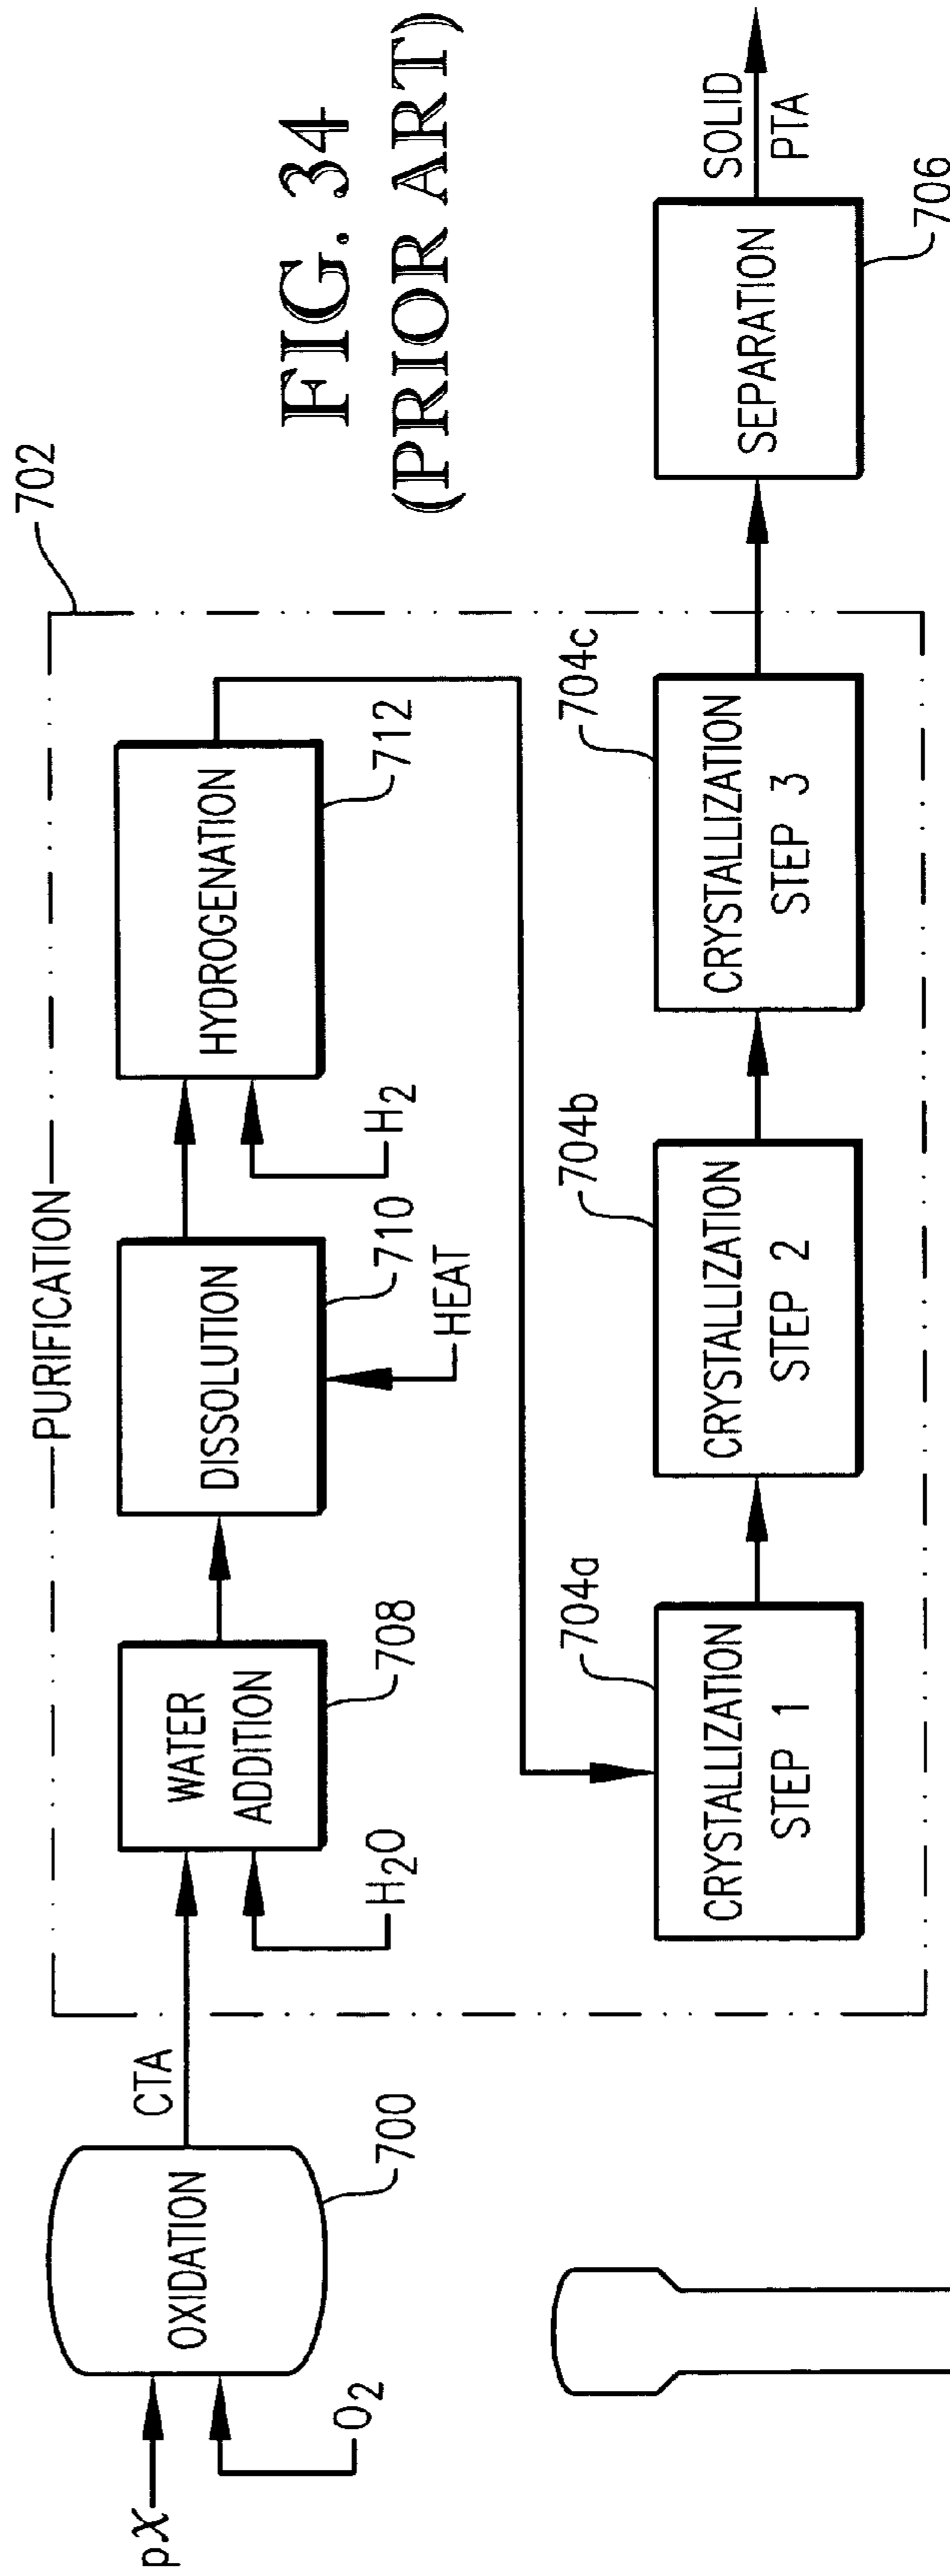 FIG. 34
(PRIOR ART)
PURIFICATION
702
pX
O2
OXIDATION
700
CTA
H2O
WATER
ADDITION
708
DISSOLUTION
710
HEAT
H2
HYDROGENATION
712
CRYSTALLIZATION
STEP 1
704a
CRYSTALLIZATION
STEP 2
704b
CRYSTALLIZATION
STEP 3
704c
SEPARATION
706
SOLID
PTA